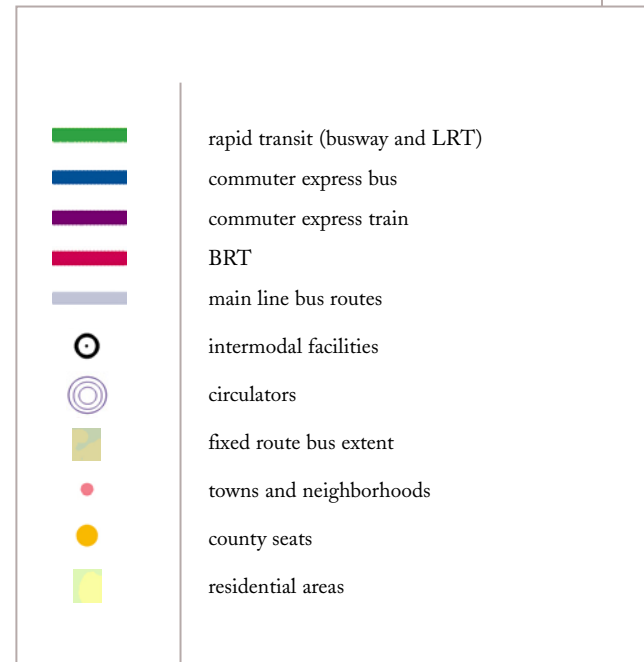 rapid transit (busway and LRT)
commuter express bus
commuter express train
BRT
main line bus routes
intermodal facilities
circulators
fixed route bus extent
towns and neighborhoods
county seats
residential areas